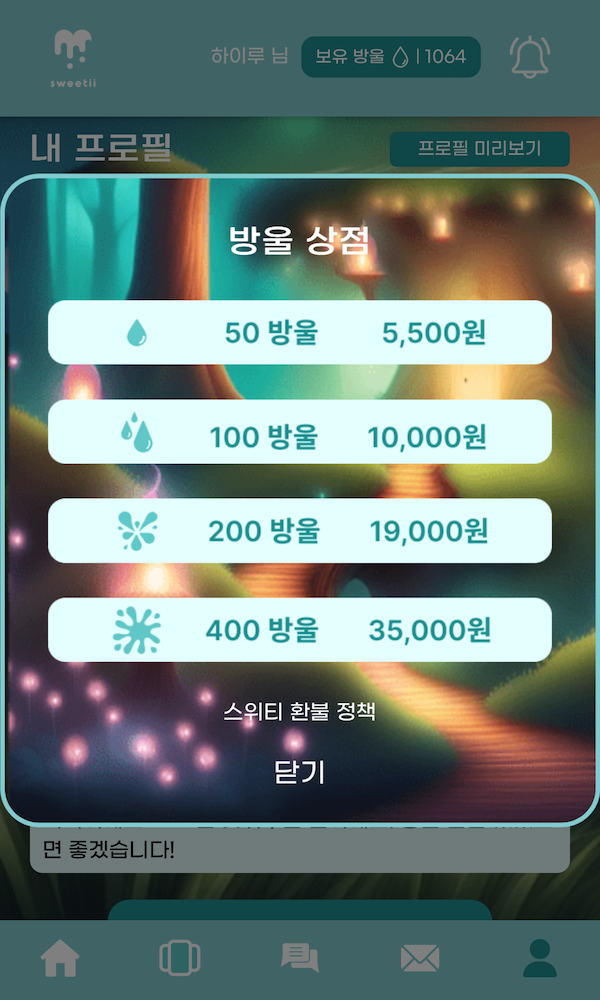 sweetii
하이루 님
보유 방울 | 1064
내 프로필
프로필 미리보기
방울 상점
50 방울 5,500원
100 방울 10,000원
200 방울 19,000원
400 방울 35,000원
스위티 환불 정책
닫기
면 좋겠습니다!